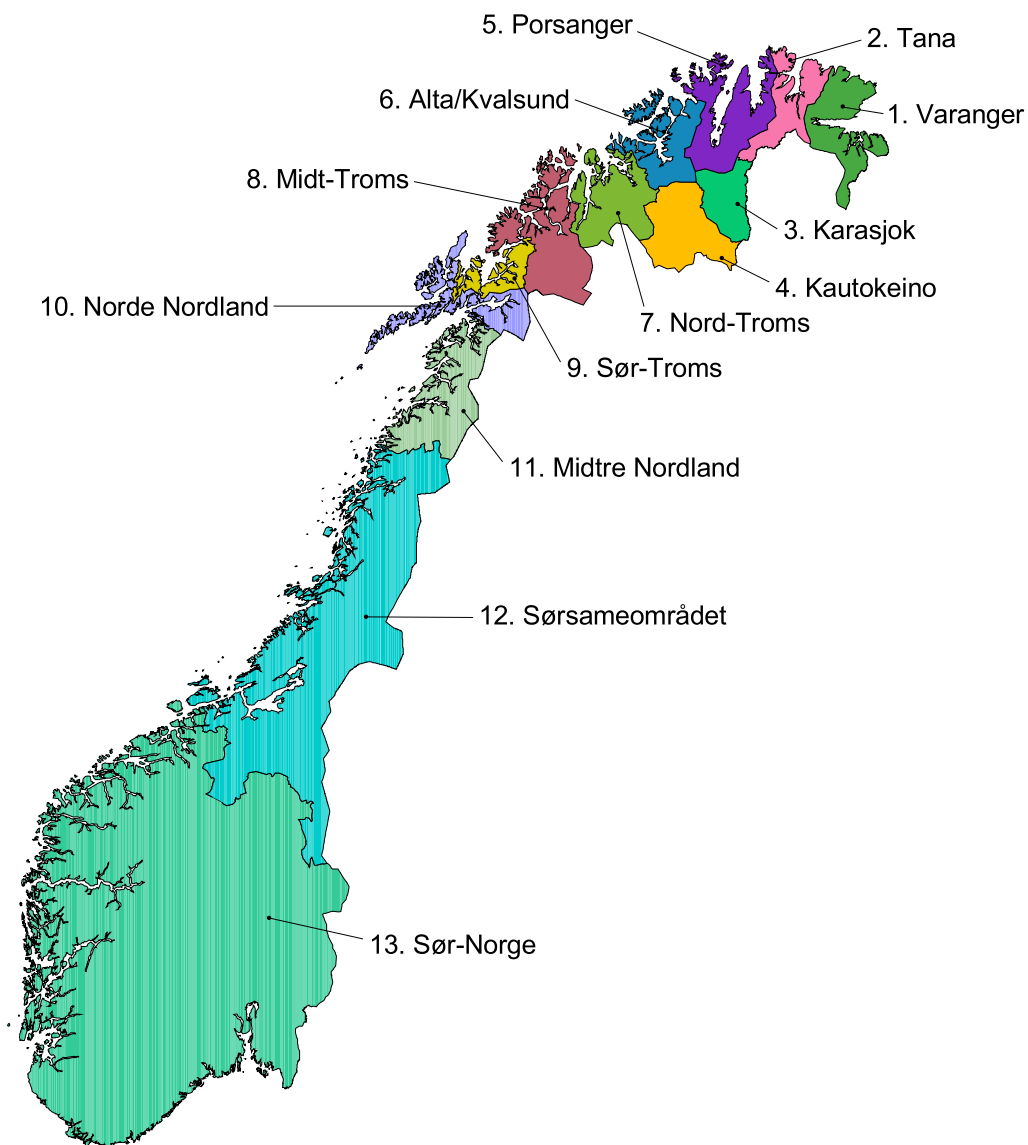 5. Porsanger
2. Tana
6. Alta/Kvalsund
1. Varanger
8. Midt-Troms
3. Karasjok
4. Kautokeino
10. Norde Nordland
7. Nord-Troms
9. Sør-Troms
11. Midtre Nordland
12. Sørsameområdet
13. Sør-Norge